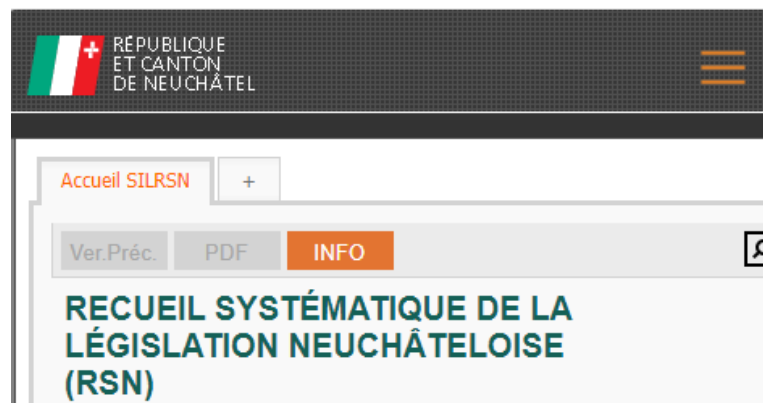 RÉPUBLIQUE
ET CANTON
DE NEUCHÂTEL
Accueil SILRSN +
Ver.Préc. PDF INFO
RECUEIL SYSTÉMATIQUE DE LA
LÉGISLATION NEUCHÂTELOISE
(RSN)